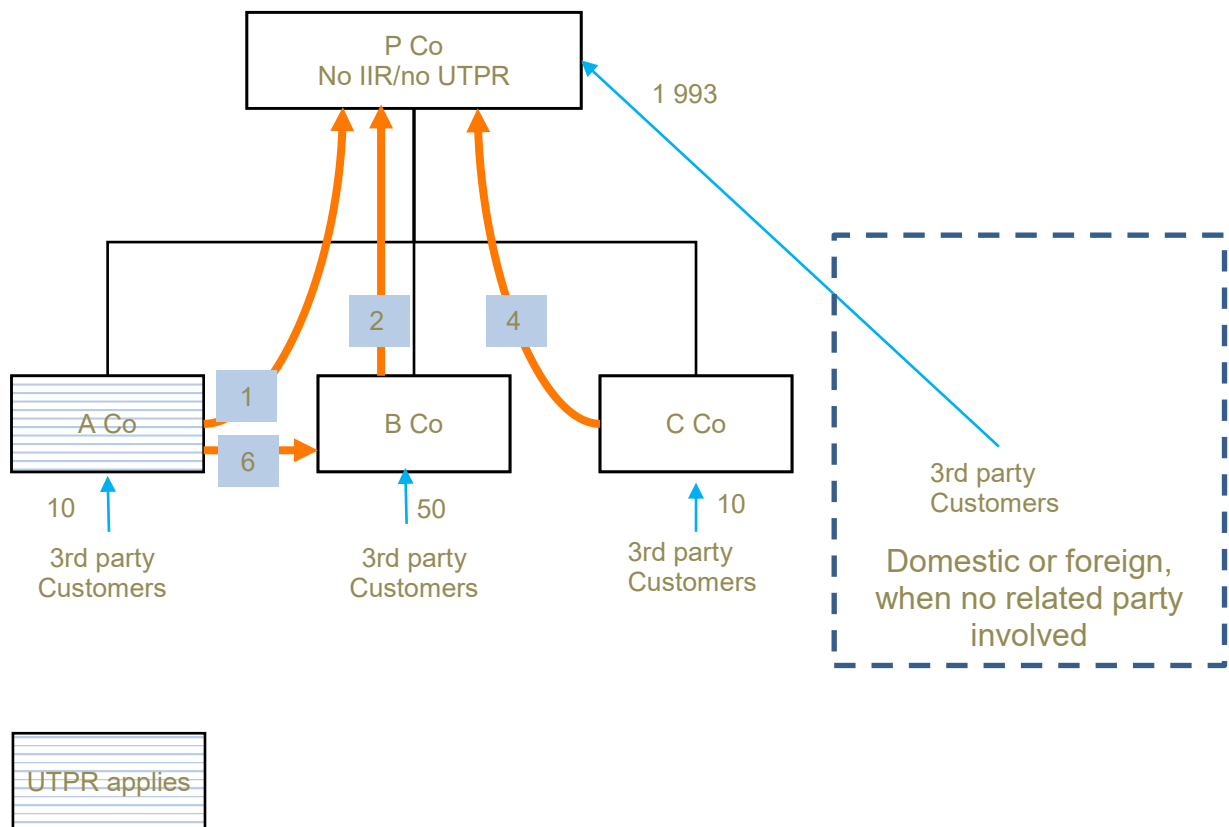 P Co
No IIR/no UTPR
1 993
2
4
1
A Co
B Co
C Co
6
10
50
10
3rd party
Customers
3rd party
Customers
3rd party
Customers
3rd party
Customers
Domestic or foreign,
when no related party
involved
UTPR applies